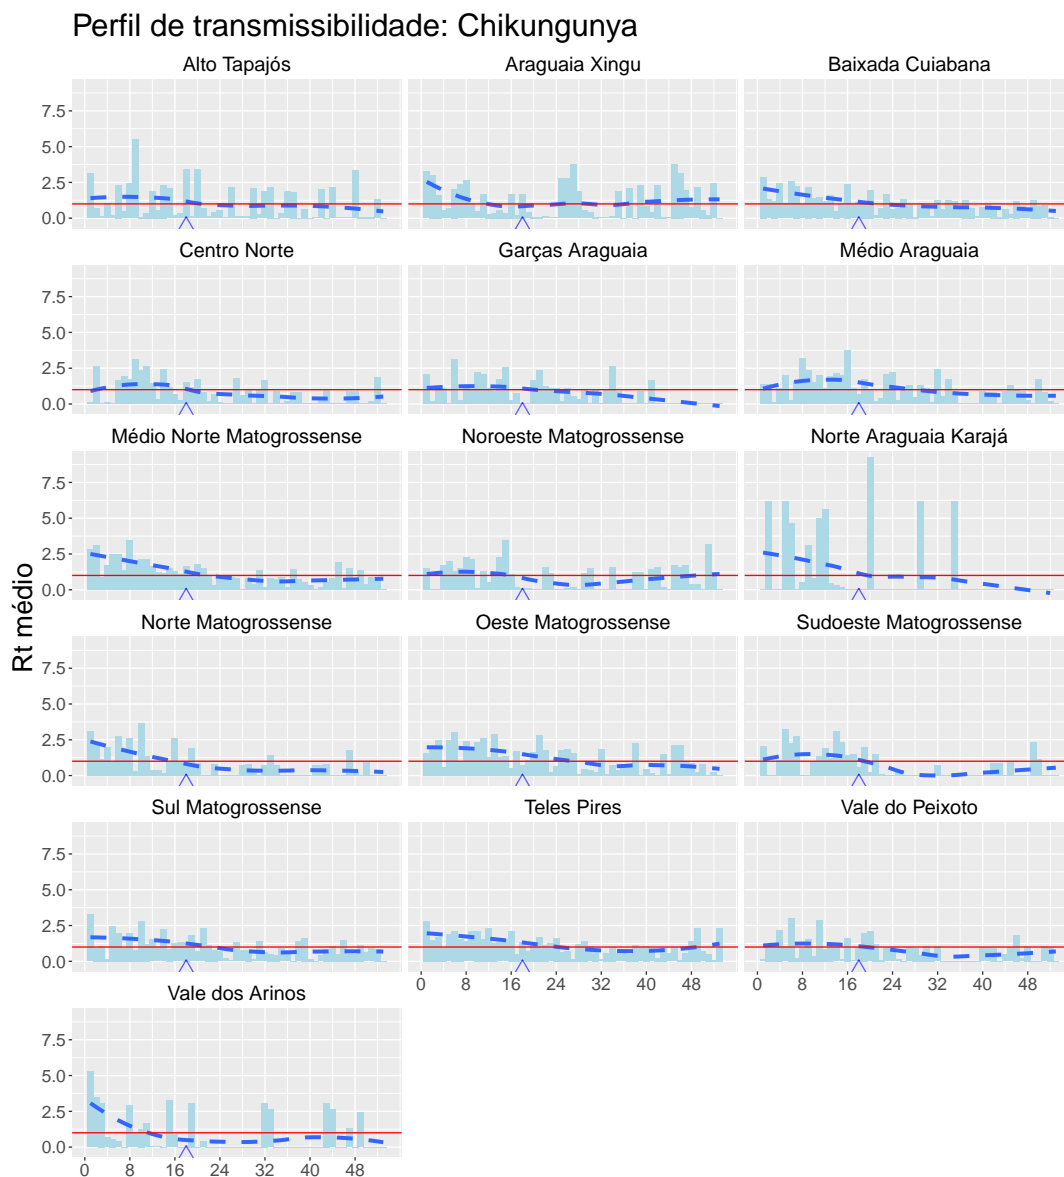 Perfil de transmissibilidade: Chikungunya
Alto Tapajós Araguaia Xingu Baixada Cuiabana
7.5
5.0
2.5
0.0
Centro Norte Garças Araguaia Médio Araguaia
7.5
5.0
2.5
0.0
Médio Norte Matogrossense Noroeste Matogrossense Norte Araguaia Karajá
7.5
5.0
2.5
0.0
Rt médio
Norte Matogrossense Oeste Matogrossense Sudoeste Matogrossense
7.5
5.0
2.5
0.0
Sul Matogrossense Teles Pires Vale do Peixoto
7.5
5.0
2.5
0.0
0 8 16 24 32 40 48 0 8 16 24 32 40 48
Vale dos Arinos
7.5
5.0
2.5
0.0
0 8 16 24 32 40 48